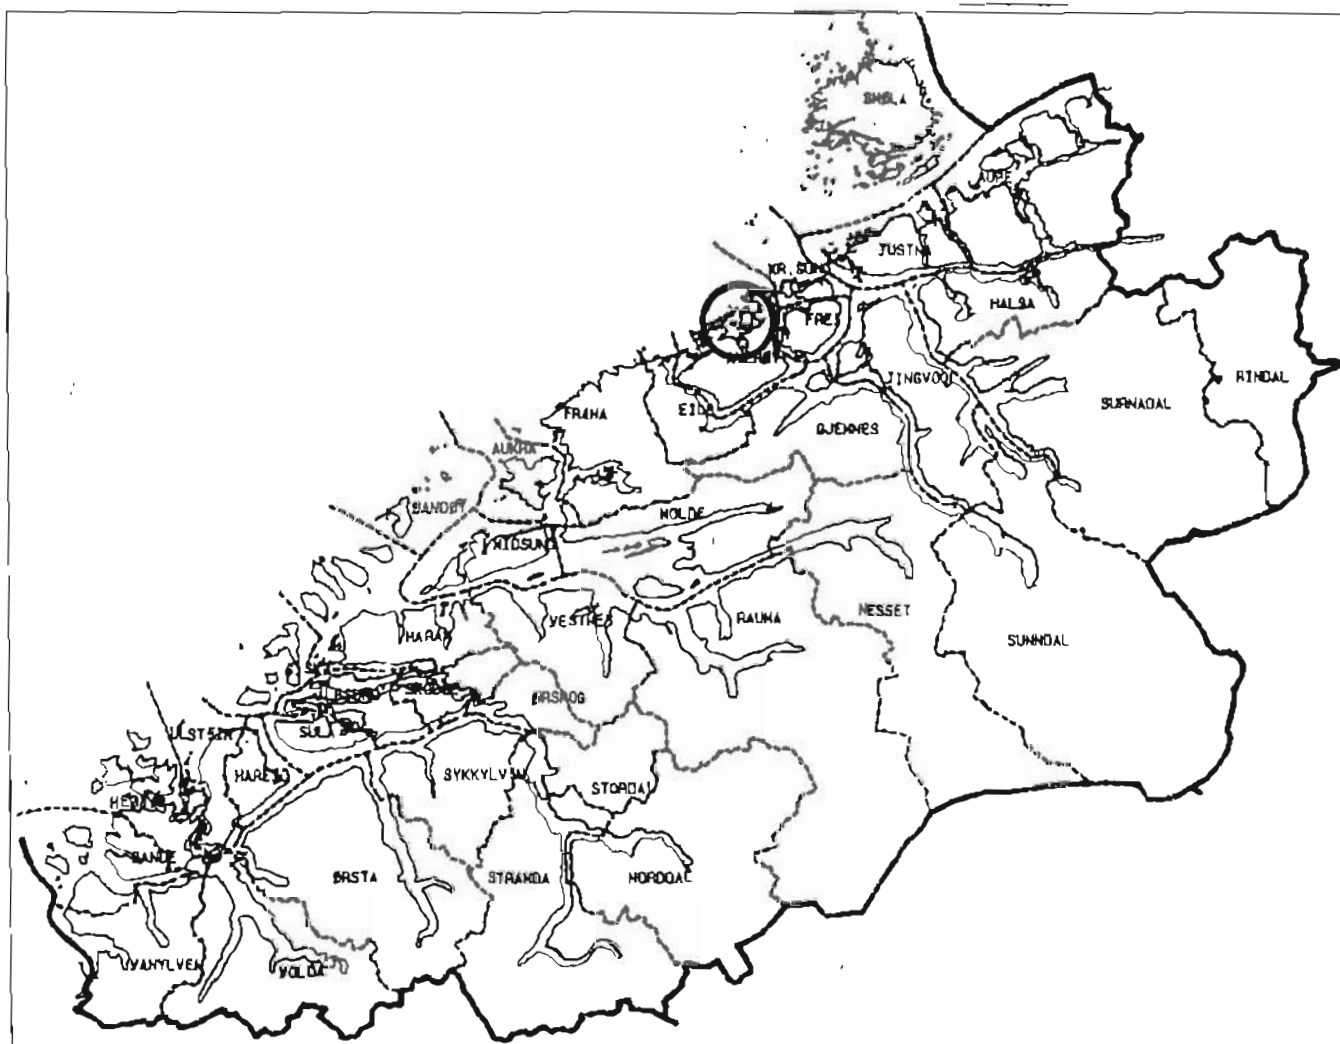 SMØLA
AURE
TUSTNA
KR.SUND
HALSA
FREI
TINGVOLL
RINDAL
SURNADAL
EIDE
FRÆNA
GJEMNES
AUKRA
SANDØY
MOLDE
MIDSUND
NESSET
VESTNES
RAUMA
HARAM
SUNNDAL
ØRSKOG
ULSTEIN
SULA
HAREID
SYKKYLVEN
STORDAL
HERØY
SANDE
ØRSTA
STRANDA
NORDDAL
VANYLVEN
VOLDA